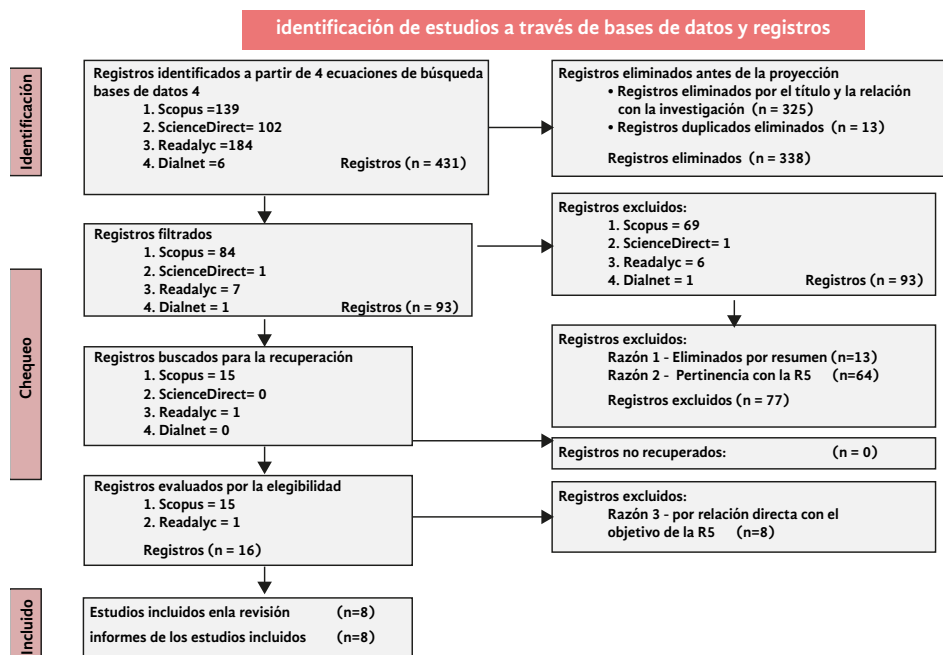 identificación de estudios a través de bases de datos y registros
Identificación
Registros identificados a partir de 4 ecuaciones de búsqueda
bases de datos 4
1. Scopus =139
2. ScienceDirect= 102
3. Readalyc =184
4. Dialnet =6 Registros (n = 431)
Registros eliminados antes de la proyección
• Registros eliminados por el título y la relación
con la investigación (n = 325)
• Registros duplicados eliminados (n = 13)
Registros eliminados (n = 338)
Chequeo
Registros filtrados
1. Scopus = 84
2. ScienceDirect= 1
3. Readalyc = 7
4. Dialnet = 1 Registros (n = 93)
Registros excluidos:
1. Scopus = 69
2. ScienceDirect= 1
3. Readalyc = 6
4. Dialnet = 1 Registros (n = 93)
Registros buscados para la recuperación
1. Scopus = 15
2. ScienceDirect= 0
3. Readalyc = 1
4. Dialnet = 0
Registros excluidos:
Razón 1 - Eliminados por resumen (n=13)
Razón 2 - Pertinencia con la R5 (n=64)
Registros excluidos (n = 77)
Registros no recuperados: (n = 0)
Registros evaluados por la elegibilidad
1. Scopus = 15
2. Readalyc = 1
Registros (n = 16)
Registros excluidos:
Razón 3 - por relación directa con el
objetivo de la R5 (n=8)
Incluido
Estudios incluidos enla revisión (n=8)
informes de los estudios incluidos (n=8)